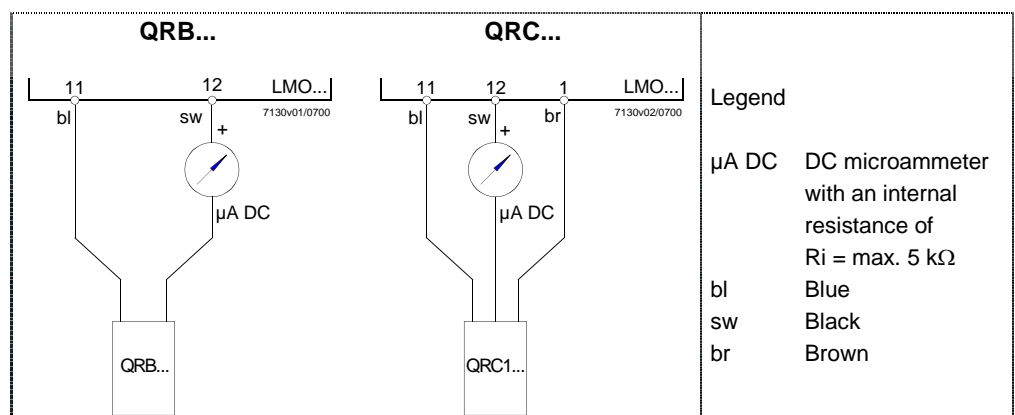 QRB...
11 12 LMO...
bl sw 7130v01/0700
+
µA DC
QRB...
QRC...
11 12 1 LMO...
bl sw br 7130v02/0700
+
µA DC
QRC1...
Legend
µA DC DC microammeter
with an internal
resistance of
Ri = max. 5 kΩ
bl Blue
sw Black
br Brown